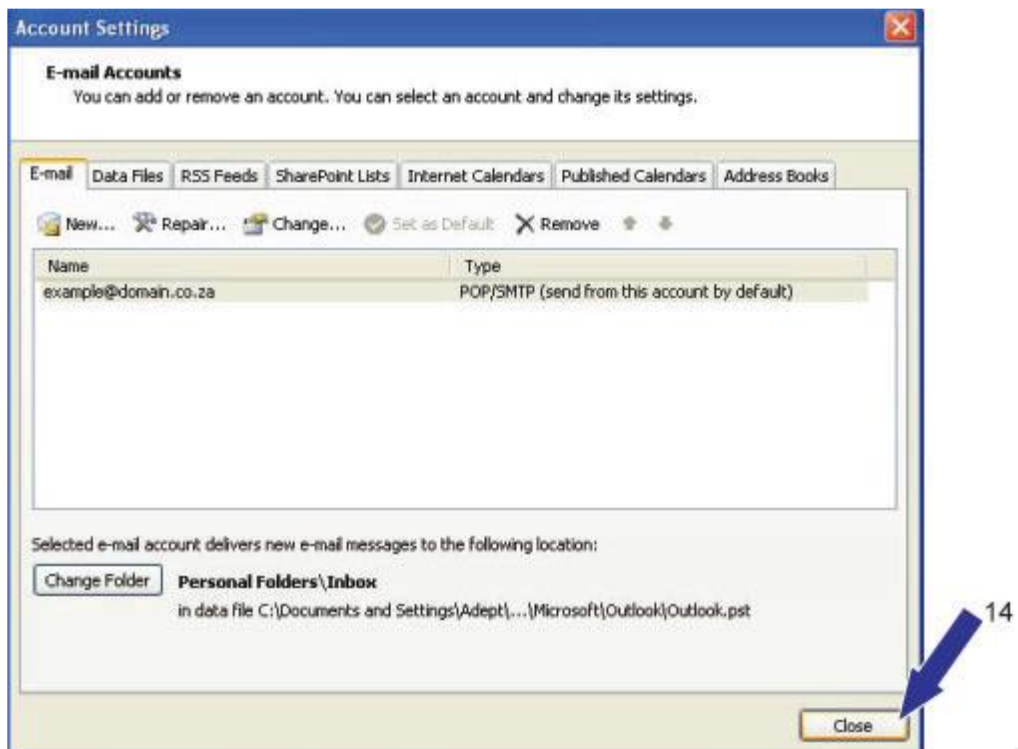 Account Settings
E-mail Accounts
You can add or remove an account. You can select an account and change its settings.
E-mail Data Files RSS Feeds SharePoint Lists Internet Calendars Published Calendars Address Books
New... Repair... Change... Set as Default Remove
Name Type
example@domain.co.za POP/SMTP (send from this account by default)
Selected e-mail account delivers new e-mail messages to the following location:
Change Folder Personal Folders\Inbox
in data file C:\Documents and Settings\Adept\...\Microsoft\Outlook\Outlook.pst
14
Close